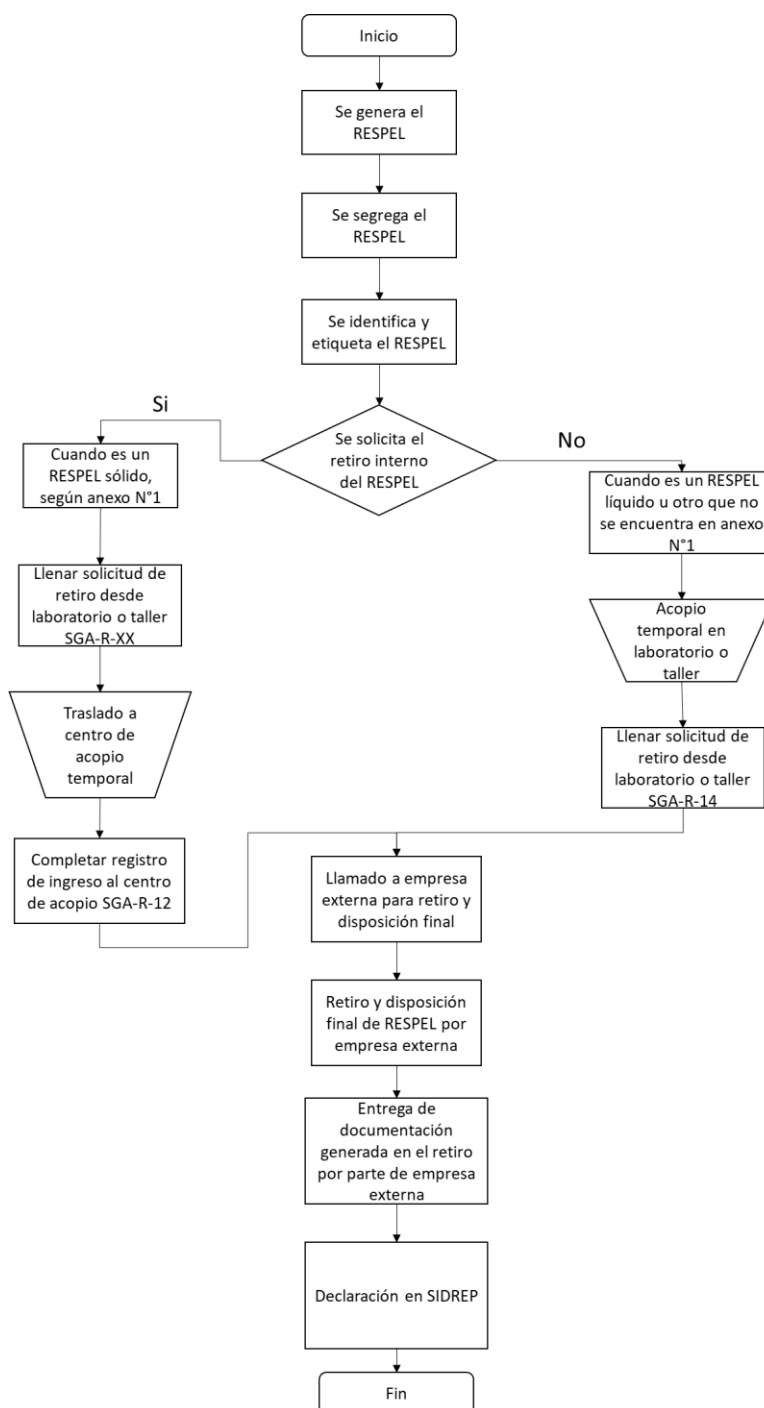 Inicio
Se genera el
RESPEL
Se segrega el
RESPEL
Se identifica y
etiqueta el RESPEL
Se solicita el
retiro interno
del RESPEL
Si
Cuando es un
RESPEL sólido,
según anexo N°1
Llenar solicitud de
retiro desde
laboratorio o taller
SGA-R-XX
Traslado a
centro de
acopio
temporal
Completar registro
de ingreso al centro
de acopio SGA-R-12
No
Cuando es un RESPEL
líquido u otro que no
se encuentra en anexo
N°1
Acopio
temporal en
laboratorio o
taller
Llenar solicitud de
retiro desde
laboratorio o taller
SGA-R-14
Llamado a empresa
externa para retiro y
disposición final
Retiro y disposición
final de RESPEL por
empresa externa
Entrega de
documentación
generada en el retiro
por parte de empresa
externa
Declaración en SIDREP
Fin